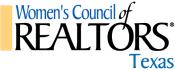 Women's Council of
REALTORS®
Texas